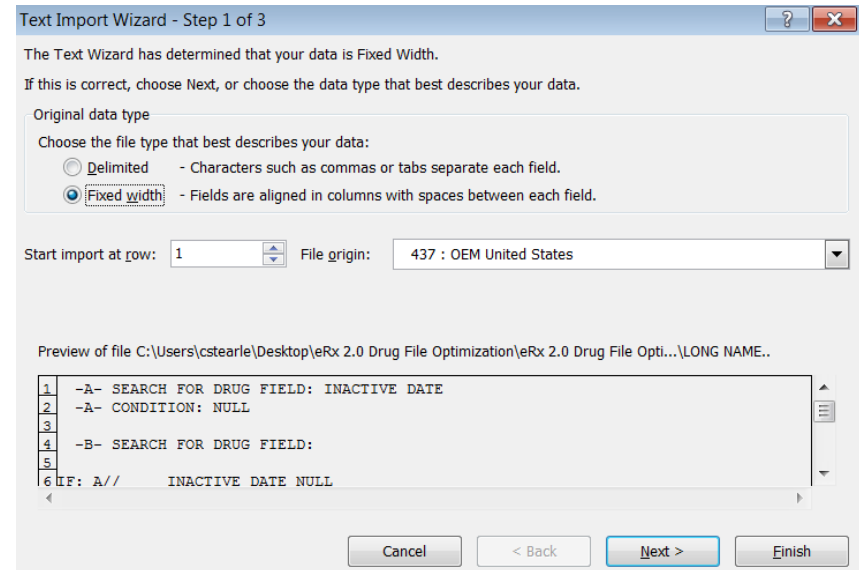 Text Import Wizard - Step 1 of 3
The Text Wizard has determined that your data is Fixed Width.
If this is correct, choose Next, or choose the data type that best describes your data.
Original data type
Choose the file type that best describes your data:
Delimited - Characters such as commas or tabs separate each field.
Fixed width - Fields are aligned in columns with spaces between each field.
Start import at row: 1 File origin: 437 : OEM United States
Preview of file C:\Users\cstearle\Desktop\eRx 2.0 Drug File Optimization\eRx 2.0 Drug File Opti...\LONG NAME..
1 -A- SEARCH FOR DRUG FIELD: INACTIVE DATE
2 -A- CONDITION: NULL
3
4 -B- SEARCH FOR DRUG FIELD:
5
6 IF: A// INACTIVE DATE NULL
Cancel < Back Next > Finish